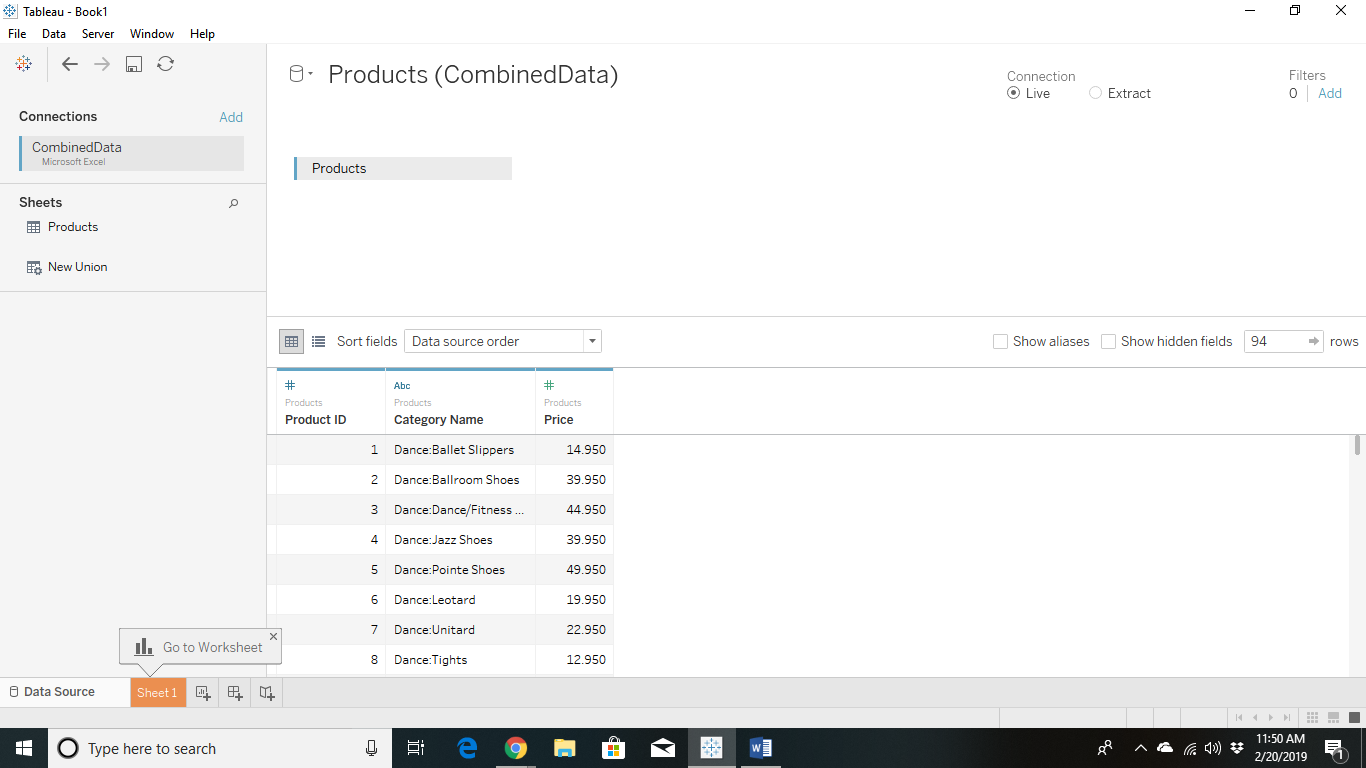 Tableau - Book1
File Data Server Window Help
Connections Add
CombinedData
Microsoft Excel
Sheets
Products
New Union
Products (CombinedData)
Connection
Live Extract
Filters
0 Add
Products
Sort fields Data source order
Show aliases Show hidden fields 94 rows
# Abc #
Products Products Products
Product ID Category Name Price
1 Dance:Ballet Slippers 14.950
2 Dance:Ballroom Shoes 39.950
3 Dance:Dance/Fitness ... 44.950
4 Dance:Jazz Shoes 39.950
5 Dance:Pointe Shoes 49.950
6 Dance:Leotard 19.950
7 Dance:Unitard 22.950
8 Dance:Tights 12.950
Go to Worksheet
Data Source Sheet 1
Type here to search
11:50 AM
2/20/2019
1